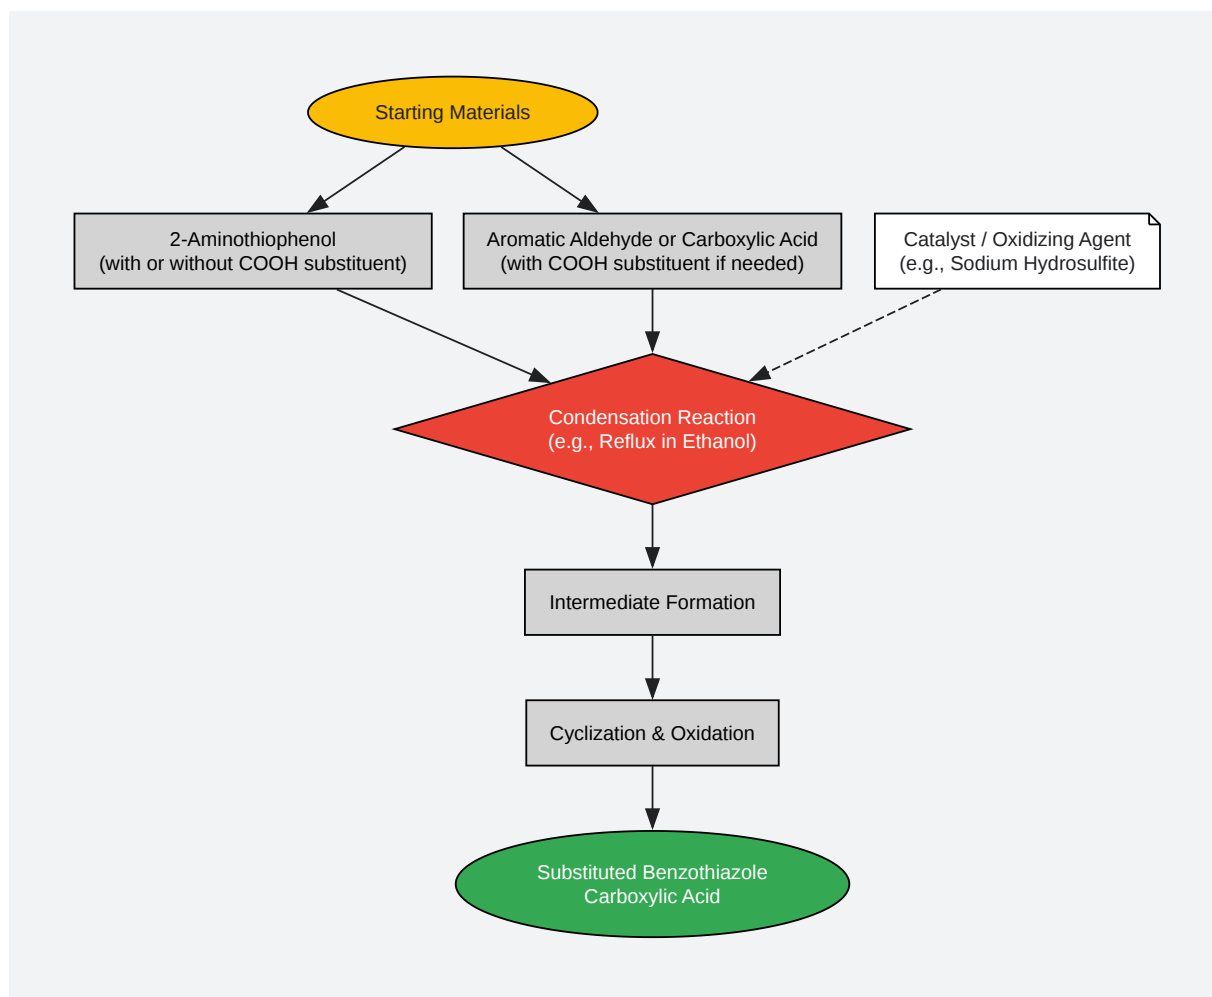 Starting Materials
2-Aminothiophenol
(with or without COOH substituent)
Aromatic Aldehyde or Carboxylic Acid
(with COOH substituent if needed)
Catalyst / Oxidizing Agent
(e.g., Sodium Hydrosulfite)
Condensation Reaction
(e.g., Reflux in Ethanol)
Intermediate Formation
Cyclization & Oxidation
Substituted Benzothiazole
Carboxylic Acid